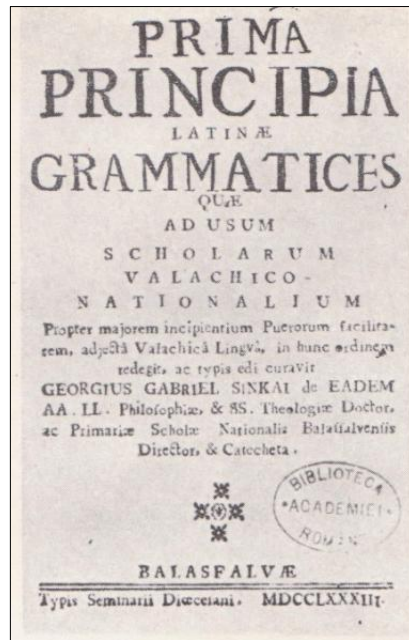 PRIMA
PRINCIPIA
LATINÆ
GRAMMATICES
QUÆ
AD USUM
SCHOLARUM
VALACHICO-
NATIONALIUM
Propter majorem incipientium Puerorum facilita-
tem, adjectâ Valachicâ Linguâ, in hunc ordinem
redegit, ac typis edi curavit
GEORGIUS GABRIEL SINKAI de EADEM
AA. LL. Philosophiæ, & SS. Theologiæ Doctor,
ac Primariæ Scholæ Nationalis Balasfalvensis
Director, & Catecheta.
BIBLIOTECA
ACADEMIEI
ROMÂNE
BALASFALVÆ
Typis Seminarii Diœcesani. MDCCLXXXIII.